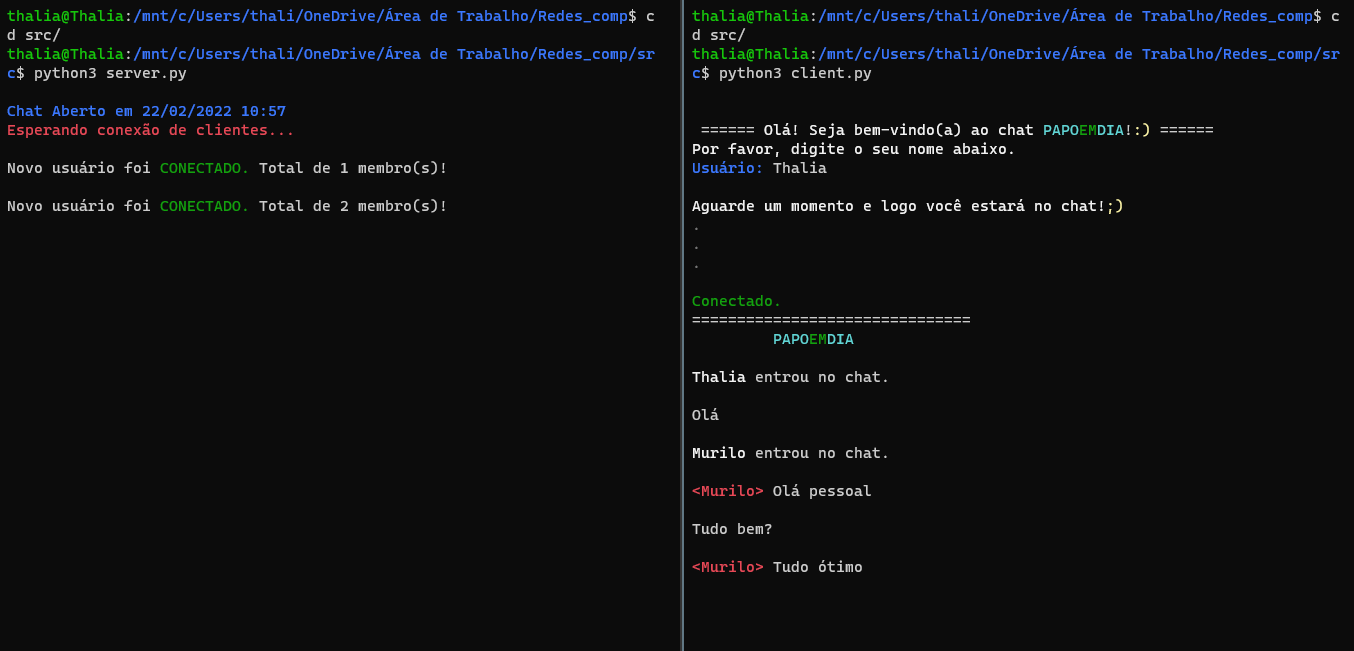 thalia@Thalia:/mnt/c/Users/thali/OneDrive/Área de Trabalho/Redes_comp$ c
d src/
thalia@Thalia:/mnt/c/Users/thali/OneDrive/Área de Trabalho/Redes_comp/sr
c$ python3 server.py
Chat Aberto em 22/02/2022 10:57
Esperando conexão de clientes...
Novo usuário foi CONECTADO. Total de 1 membro(s)!
Novo usuário foi CONECTADO. Total de 2 membro(s)!
thalia@Thalia:/mnt/c/Users/thali/OneDrive/Área de Trabalho/Redes_comp$ c
d src/
thalia@Thalia:/mnt/c/Users/thali/OneDrive/Área de Trabalho/Redes_comp/sr
c$ python3 client.py
====== Olá! Seja bem-vindo(a) ao chat PAPOEMDIA!:) ======
Por favor, digite o seu nome abaixo.
Usuário: Thalia
Aguarde um momento e logo você estará no chat!;)
.
.
.
Conectado.
===============================
PAPOEMDIA
Thalia entrou no chat.
Olá
Murilo entrou no chat.
<Murilo> Olá pessoal
Tudo bem?
<Murilo> Tudo ótimo